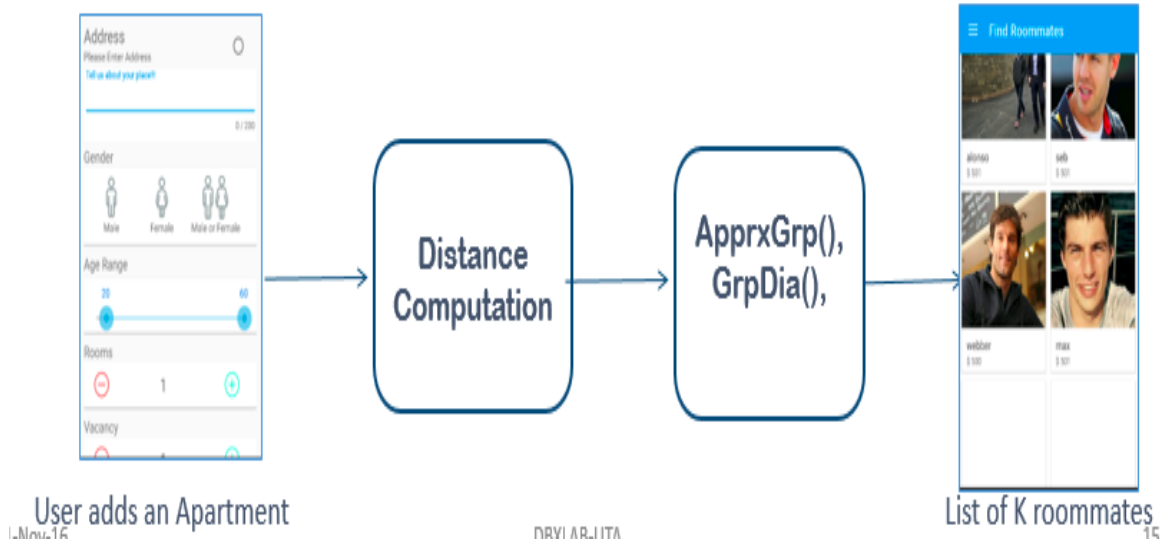 Address
Please Enter Address
Tell us about your place!!!
0 / 200
Gender
Male Female Male or Female
Age Range
20 60
Rooms
1
Vacancy
User adds an Apartment
Distance
Computation
ApprxGrp(),
GrpDia(),
Find Roommates
alonso seb
$ 501 $ 501
webber max
$ 500 $ 501
List of K roommates
-Nov-16 DBXLAB-UTA 15